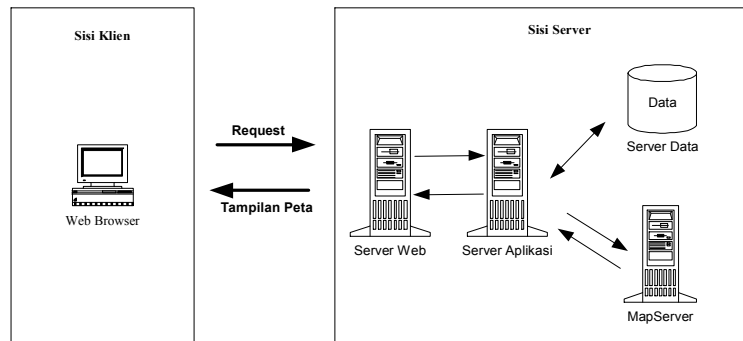 Sisi Klien
Web Browser
Request
Tampilan Peta
Sisi Server
Server Web
Server Aplikasi
Data
Server Data
MapServer